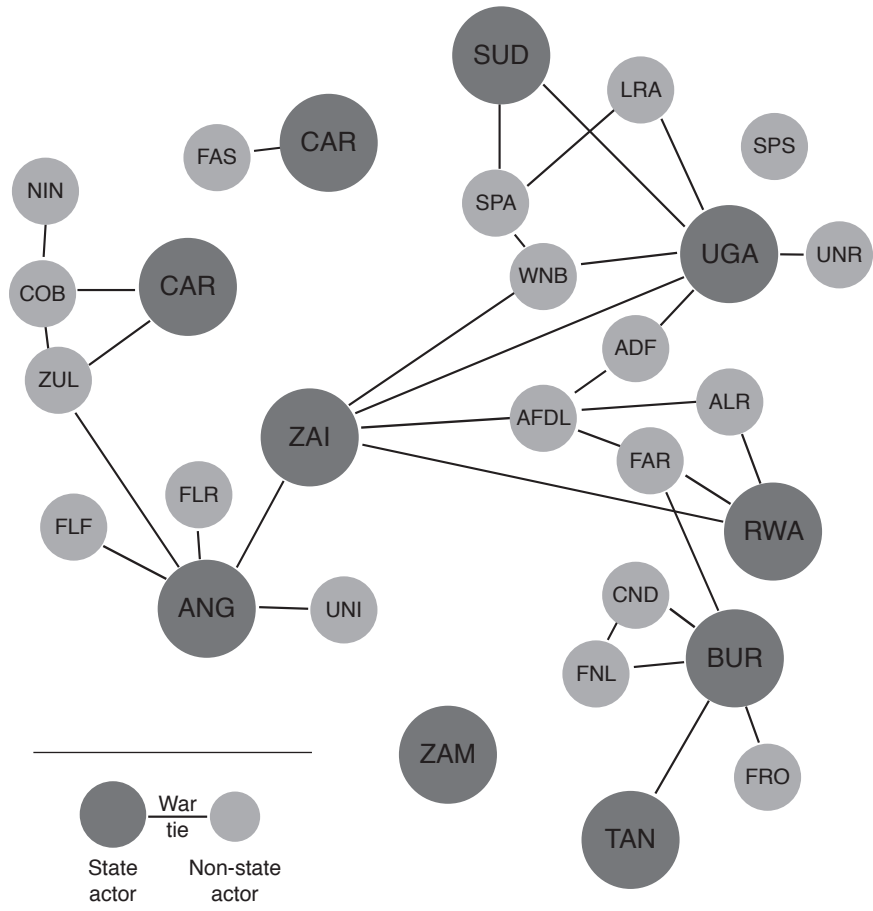 SUD
LRA
CAR
SPS
FAS
NIN
SPA
UGA
UNR
WNB
CAR
COB
ADF
ZUL
ALR
AFDL
ZAI
FAR
FLR
FLF
RWA
CND
ANG
UNI
BUR
FNL
ZAM
FRO
TAN
War
tie
State
actor
Non-state
actor